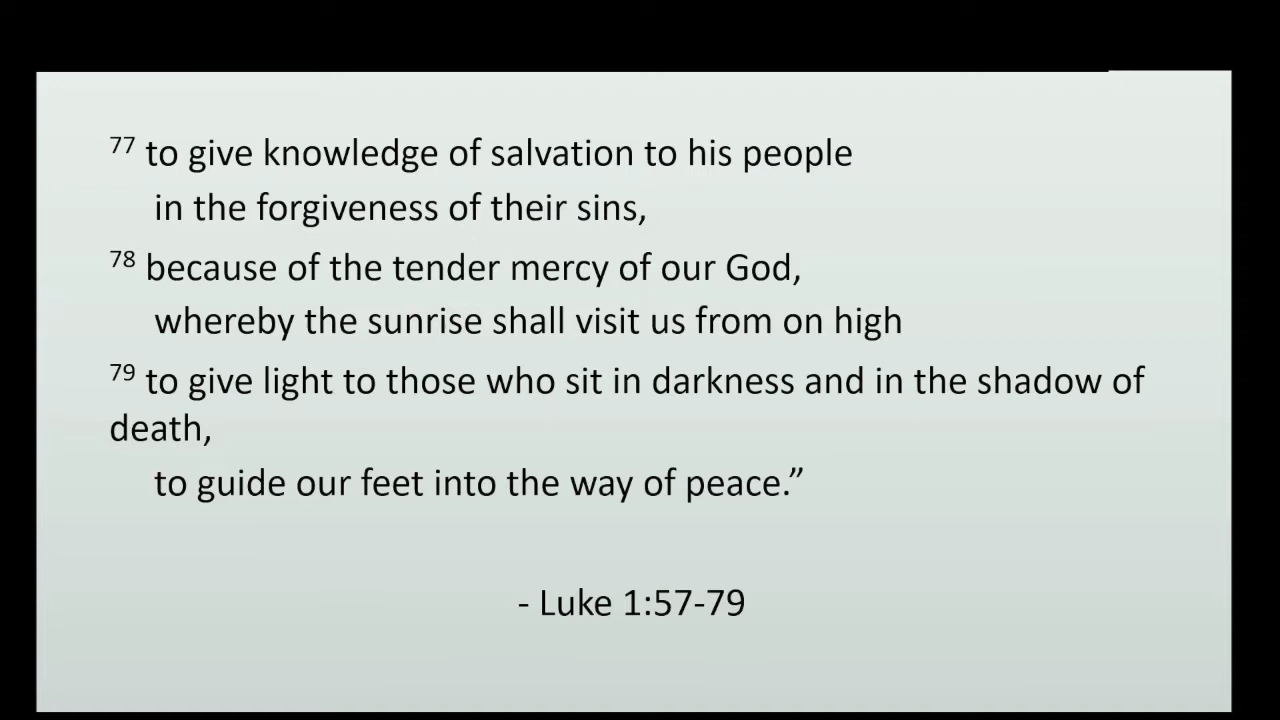 77 to give knowledge of salvation to his people
in the forgiveness of their sins,
78 because of the tender mercy of our God,
whereby the sunrise shall visit us from on high
79 to give light to those who sit in darkness and in the shadow of
death,
to guide our feet into the way of peace.”
- Luke 1:57-79